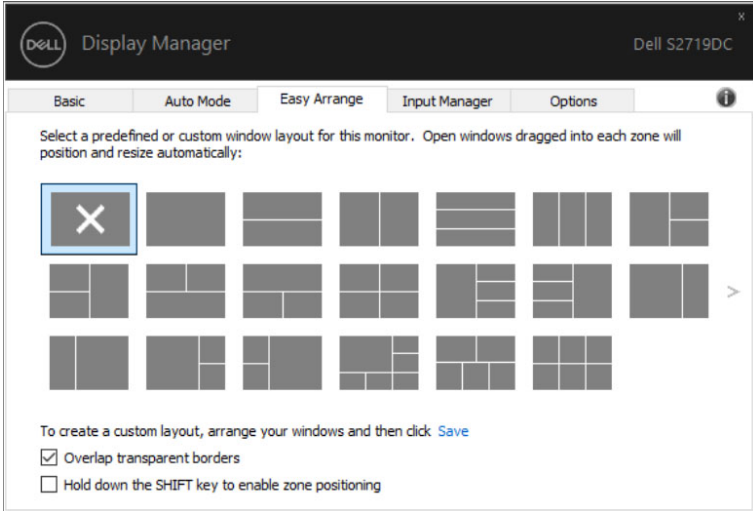 x
DELL Display Manager Dell S2719DC
Basic Auto Mode Easy Arrange Input Manager Options
Select a predefined or custom window layout for this monitor. Open windows dragged into each zone will
position and resize automatically:
>
To create a custom layout, arrange your windows and then click Save
Overlap transparent borders
Hold down the SHIFT key to enable zone positioning